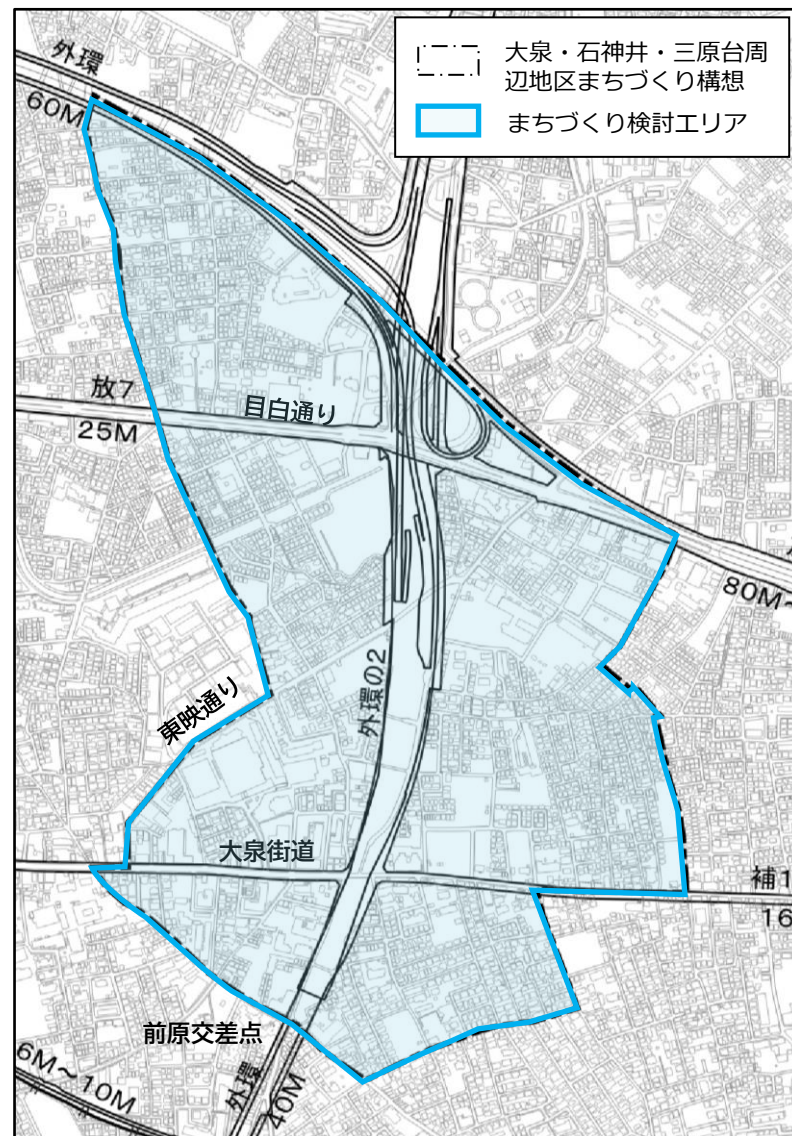 外環
60M
大泉・石神井・三原台周
辺地区まちづくり構想
まちづくり検討エリア
放7
25M
目白通り
80M～
東映通り
外環の2
大泉街道
補1
16
前原交差点
6M～10M
外環
40M